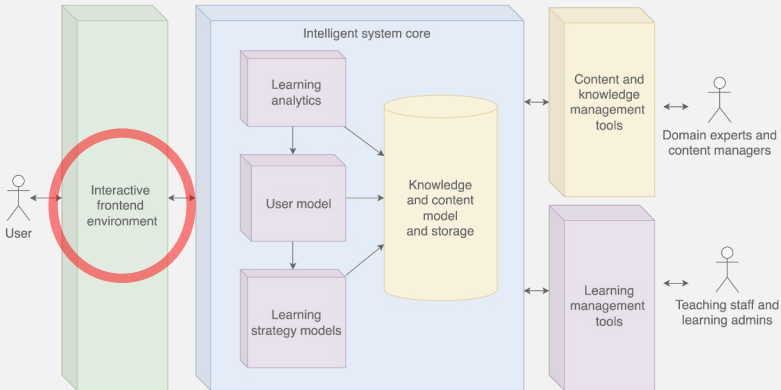 Intelligent system core
Learning
analytics
User model
Learning
strategy models
Knowledge
and content
model
and storage
Interactive
frontend
environment
User
Content and
knowledge
management
tools
Domain experts and
content managers
Learning
management
tools
Teaching staff and
learning admins